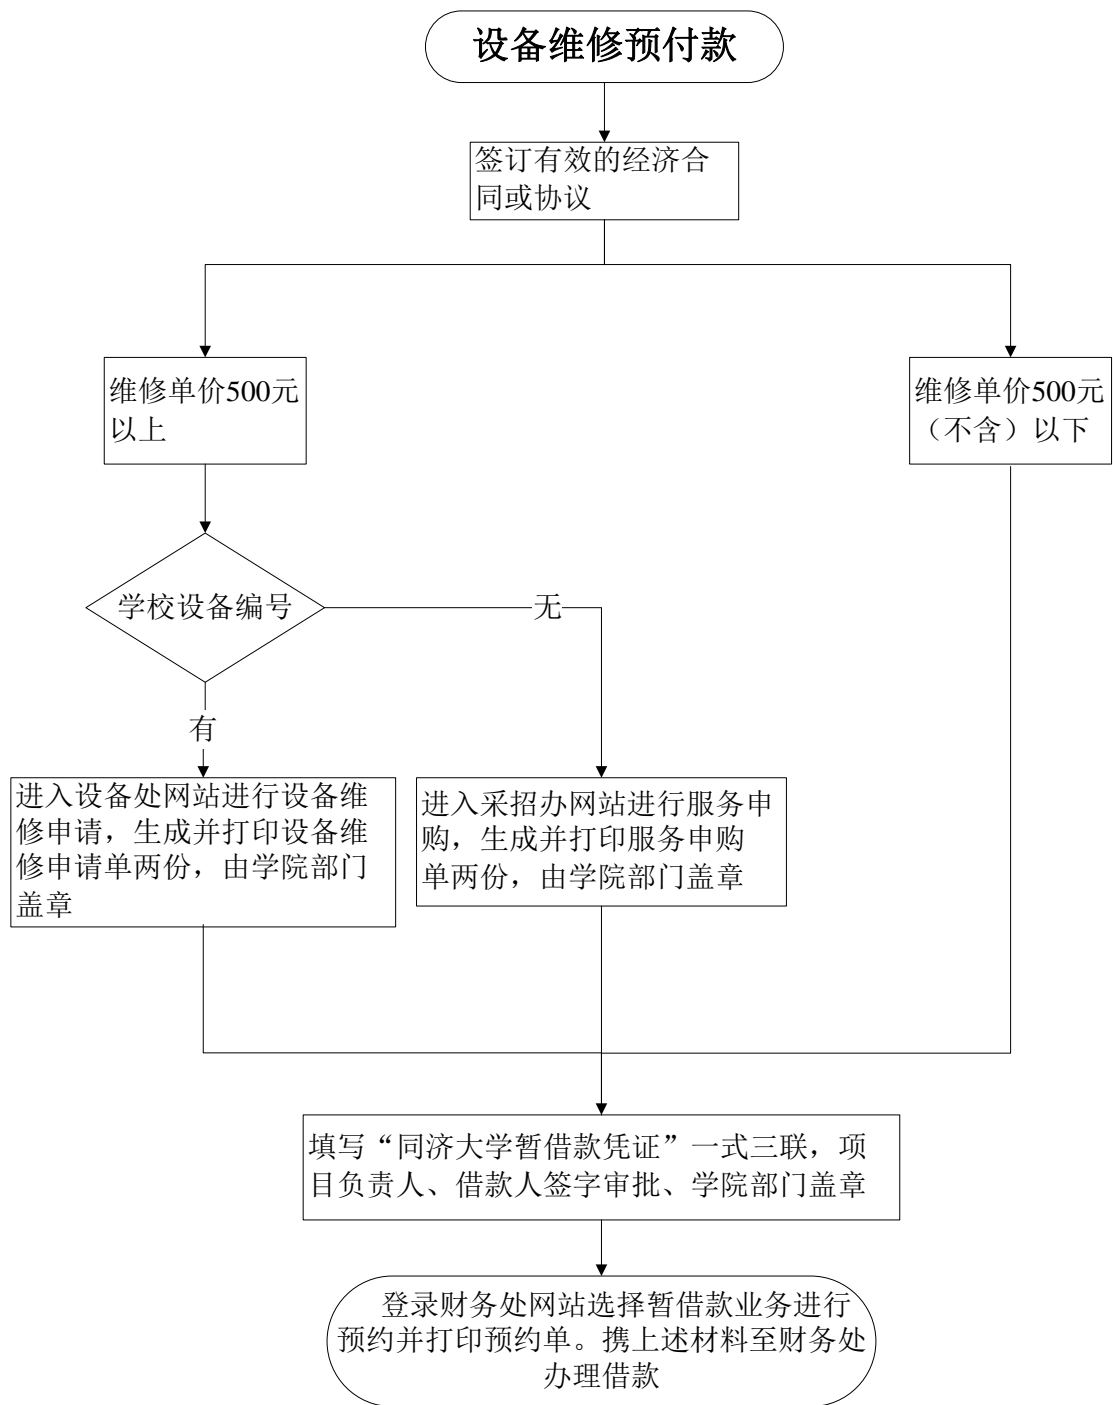 设备维修预付款
签订有效的经济合
同或协议
维修单价500元
以上
维修单价500元
（不含）以下
学校设备编号
无
有
进入设备处网站进行设备维
修申请，生成并打印设备维
修申请单两份，由学院部门
盖章
进入采招办网站进行服务申
购，生成并打印服务申购
单两份，由学院部门盖章
填写“同济大学暂借款凭证”一式三联，项
目负责人、借款人签字审批、学院部门盖章
登录财务处网站选择暂借款业务进行
预约并打印预约单。携上述材料至财务处
办理借款